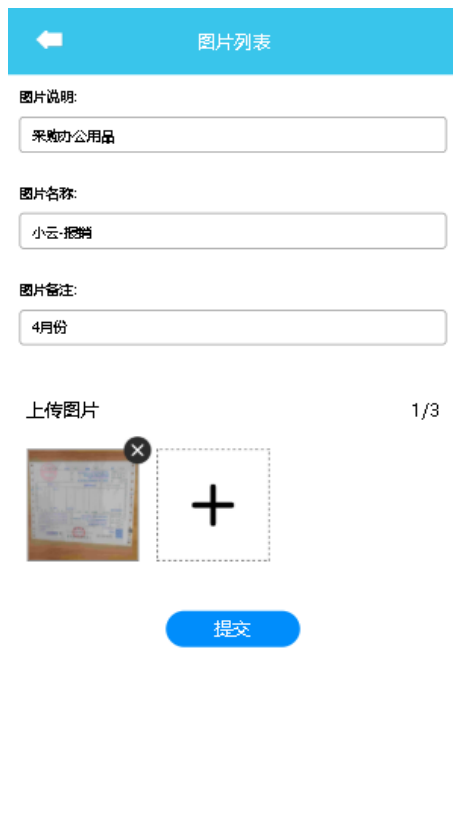 图片列表
图片说明:
采购办公用品
图片名称:
小云-报销
图片备注:
4月份
上传图片 1/3
提交